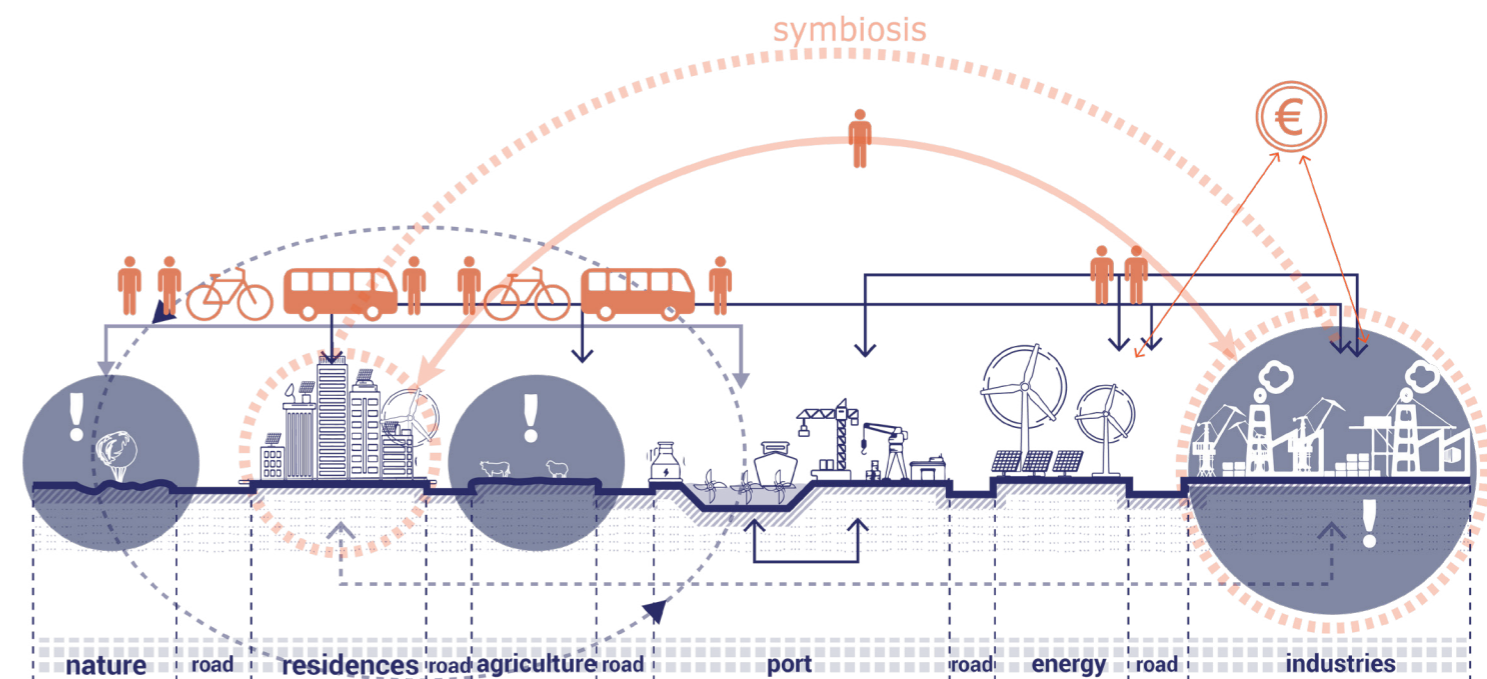 symbiosis
€
!
!
!
nature road residences road agriculture road port road energy road industries